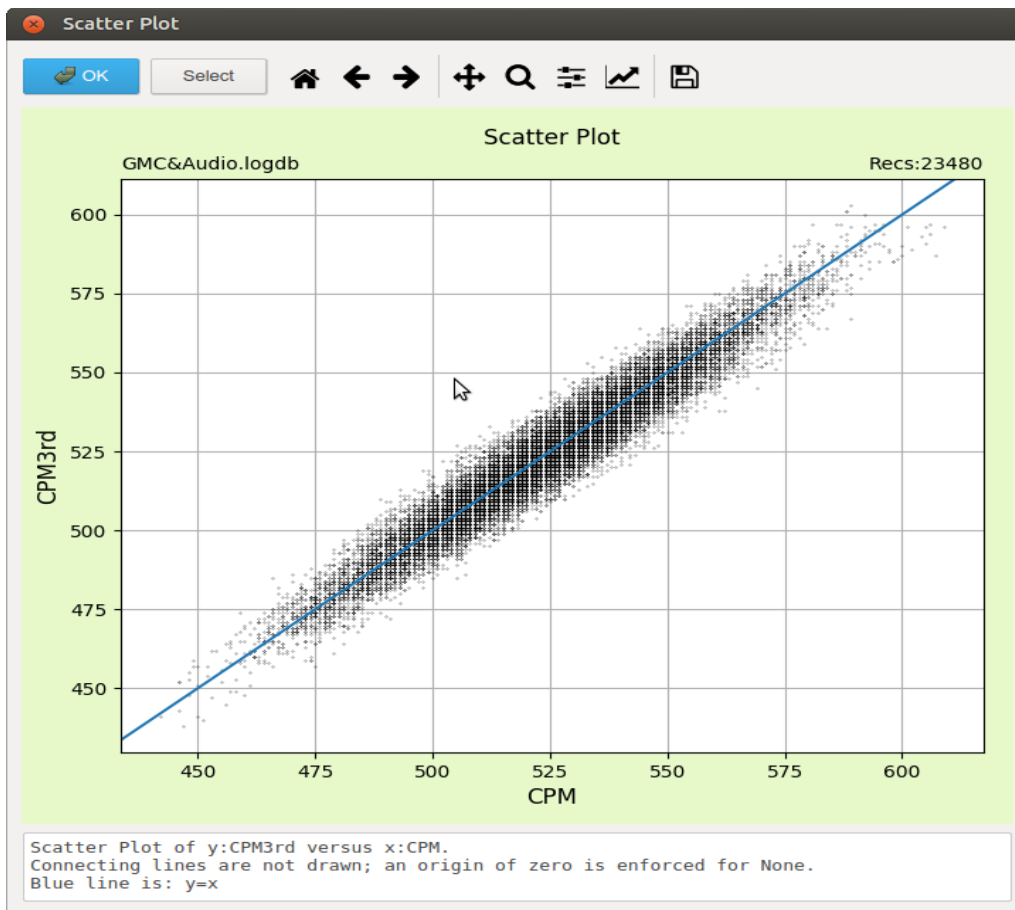 Scatter Plot
OK Select
Scatter Plot
GMC&Audio.logdb Recs:23480
600
575
550
525
500
475
450
CPM3rd
450 475 500 525 550 575 600
CPM
Scatter Plot of y:CPM3rd versus x:CPM.
Connecting lines are not drawn; an origin of zero is enforced for None.
Blue line is: y=x